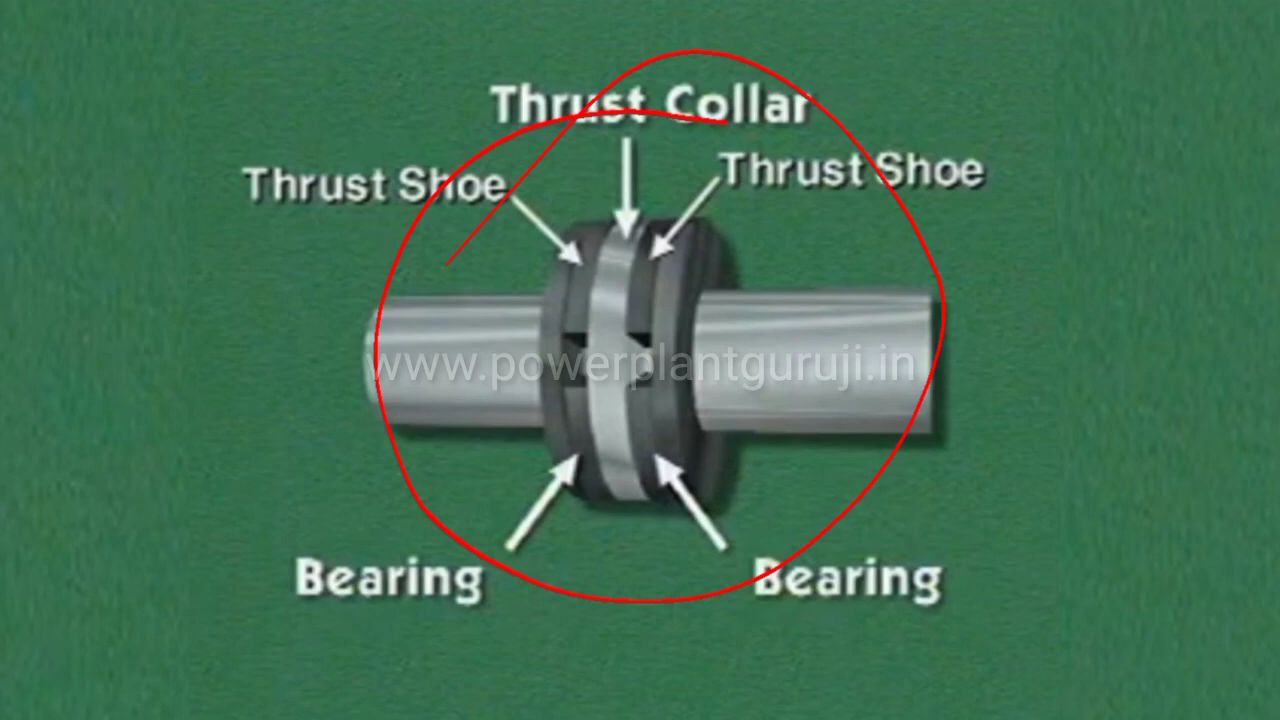 Thrust Collar
Thrust Shoe
Thrust Shoe
www.powerplantguruji.in
Bearing
Bearing